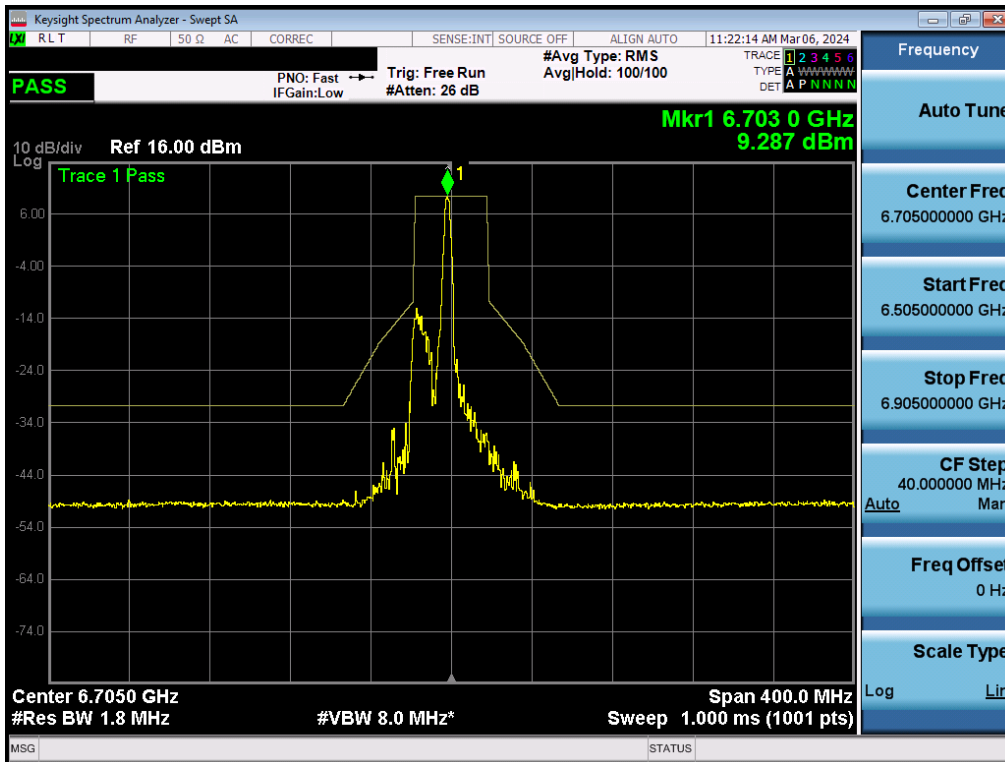 Keysight Spectrum Analyzer - Swept SA
LXI RLT RF 50 Ω AC CORREC SENSE:INT SOURCE OFF ALIGN AUTO 11:22:14 AM Mar 06, 2024
PASS
PNO: Fast
IFGain:Low
Trig: Free Run
#Atten: 26 dB
#Avg Type: RMS
Avg|Hold: 100/100
TRACE 1 2 3 4 5 6
TYPE A WWWWW
DET A P N N N N
Mkr1 6.703 0 GHz
9.287 dBm
10 dB/div Ref 16.00 dBm
Log
Trace 1 Pass
1
6.00
-4.00
-14.0
-24.0
-34.0
-44.0
-54.0
-64.0
-74.0
Center 6.7050 GHz Span 400.0 MHz
#Res BW 1.8 MHz #VBW 8.0 MHz* Sweep 1.000 ms (1001 pts)
MSG STATUS
Frequency
Auto Tune
Center Freq
6.705000000 GHz
Start Freq
6.505000000 GHz
Stop Freq
6.905000000 GHz
CF Step
40.000000 MHz
Auto Man
Freq Offset
0 Hz
Scale Type
Log Lin